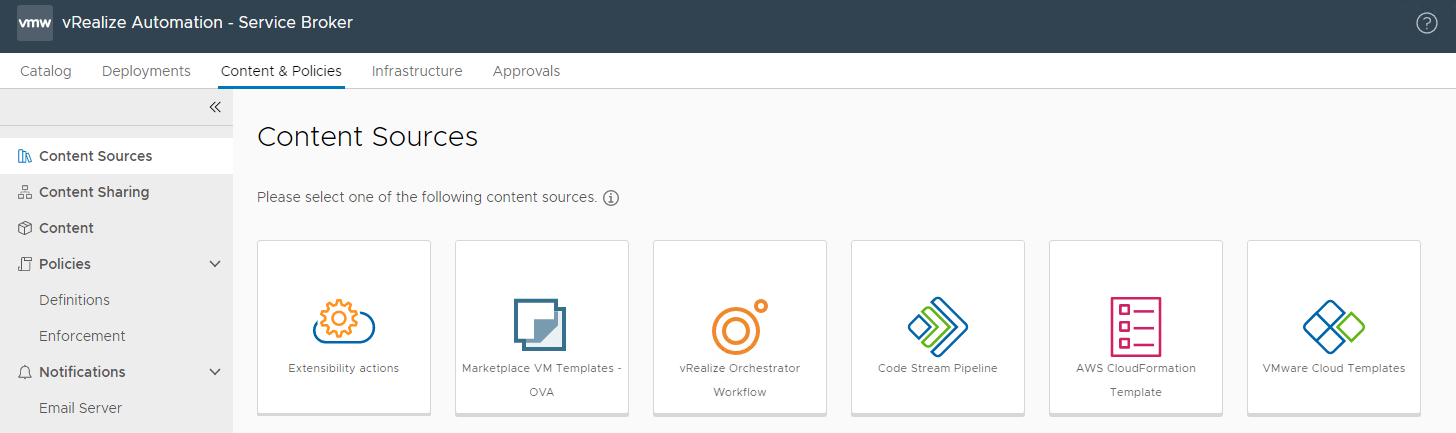 vmw vRealize Automation - Service Broker
?
Catalog Deployments Content & Policies Infrastructure Approvals
Content Sources
Content Sharing
Content
Policies
Definitions
Enforcement
Notifications
Email Server
Content Sources
Please select one of the following content sources. i
Extensibility actions
Marketplace VM Templates -
OVA
vRealize Orchestrator
Workflow
Code Stream Pipeline
AWS CloudFormation
Template
VMware Cloud Templates